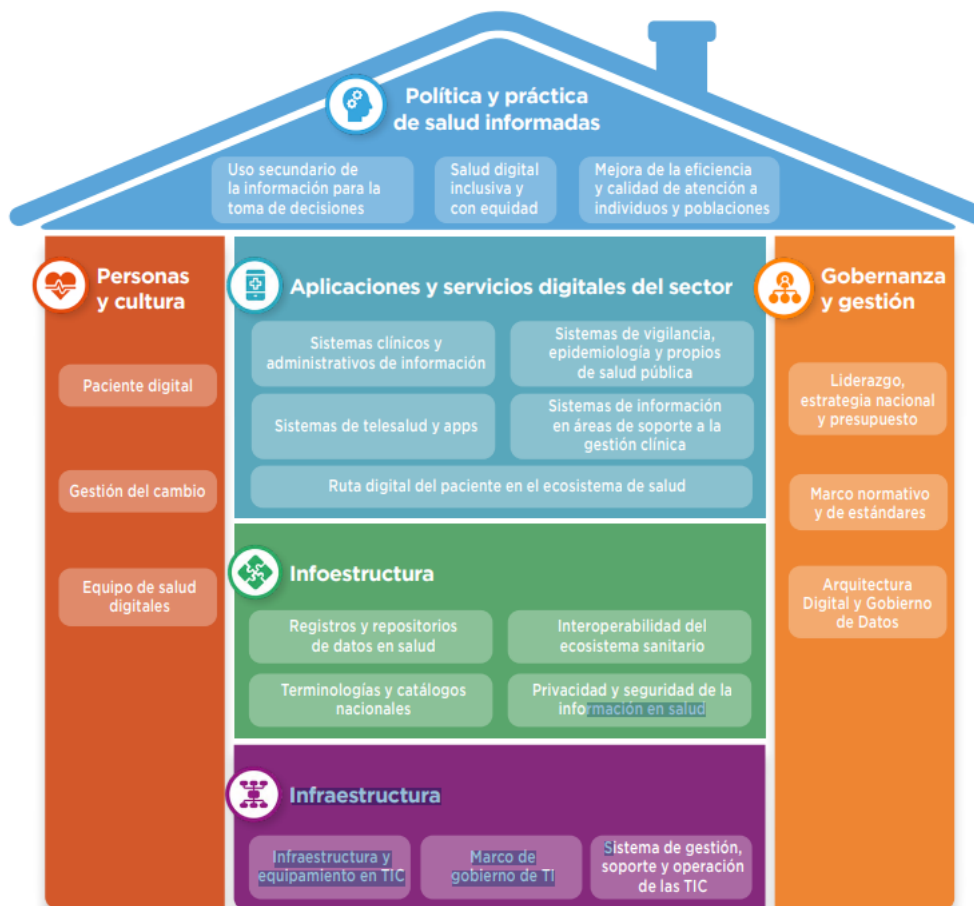 Política y práctica
de salud informadas
Uso secundario de
la información para la
toma de decisiones
Salud digital
inclusiva y
con equidad
Mejora de la eficiencia
y calidad de atención a
individuos y poblaciones
Personas
y cultura
Paciente digital
Gestión del cambio
Equipo de salud
digitales
Aplicaciones y servicios digitales del sector
Sistemas clínicos y
administrativos de información
Sistemas de vigilancia,
epidemiología y propios
de salud pública
Sistemas de telesalud y apps
Sistemas de información
en áreas de soporte a la
gestión clínica
Ruta digital del paciente en el ecosistema de salud
Infoestructura
Registros y repositorios
de datos en salud
Interoperabilidad del
ecosistema sanitario
Terminologías y catálogos
nacionales
Privacidad y seguridad de la
información en salud
Infraestructura
Infraestructura y
equipamiento en TIC
Marco de
gobierno de TI
Sistema de gestión,
soporte y operación
de las TIC
Gobernanza
y gestión
Liderazgo,
estrategia nacional
y presupuesto
Marco normativo
y de estándares
Arquitectura
Digital y Gobierno
de Datos